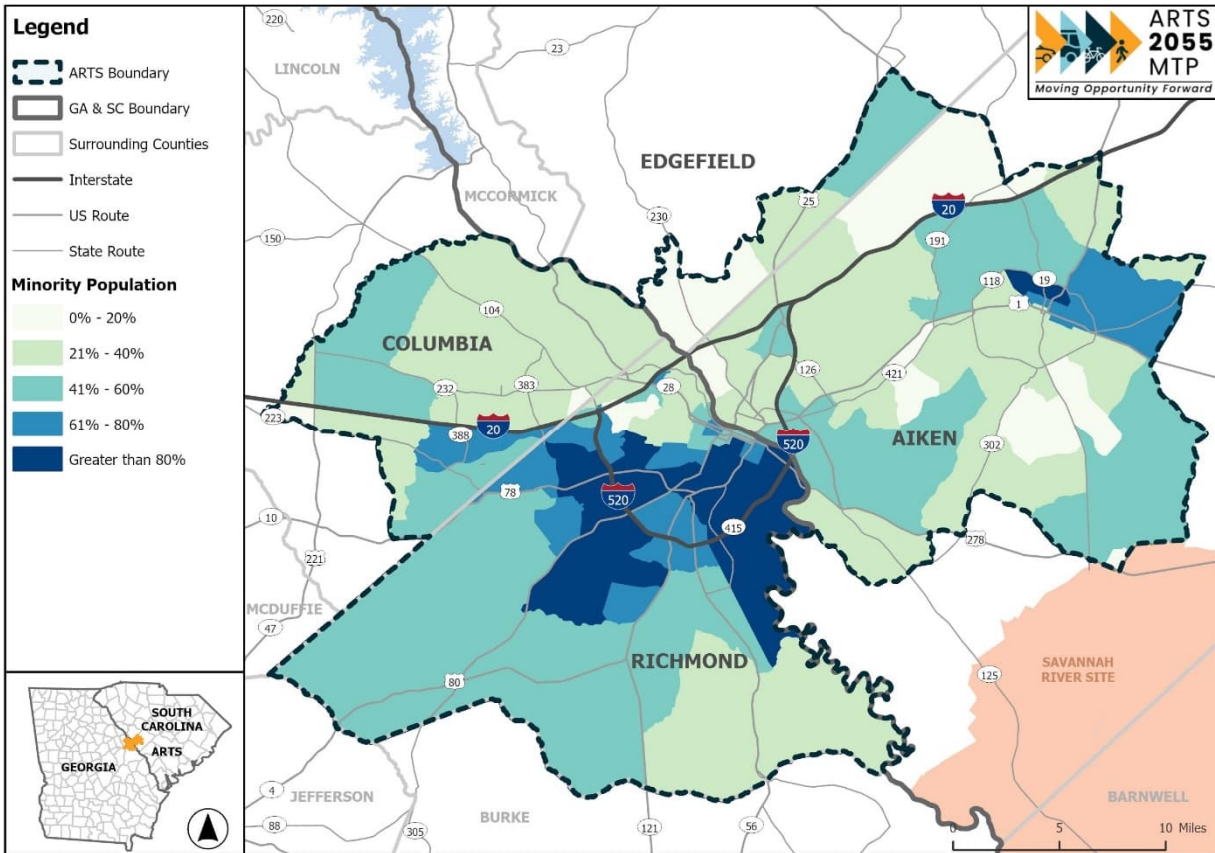 Legend
ARTS Boundary
GA & SC Boundary
Surrounding Counties
Interstate
US Route
State Route
Minority Population
0% - 20%
21% - 40%
41% - 60%
61% - 80%
Greater than 80%
SOUTH
CAROLINA
ARTS
GEORGIA
ARTS
2055
MTP
Moving Opportunity Forward
220
LINCOLN
23
EDGEFIELD
MCCORMICK
25
20
230
191
150
118
19
1
104
COLUMBIA
126
421
232
383
28
223
20
388
520
AIKEN
302
78
520
10
415
278
221
MCDUFFIE
47
RICHMOND
SAVANNAH
RIVER SITE
80
125
4
JEFFERSON
BARNWELL
88
BURKE
305
121
56
0
5
10 Miles